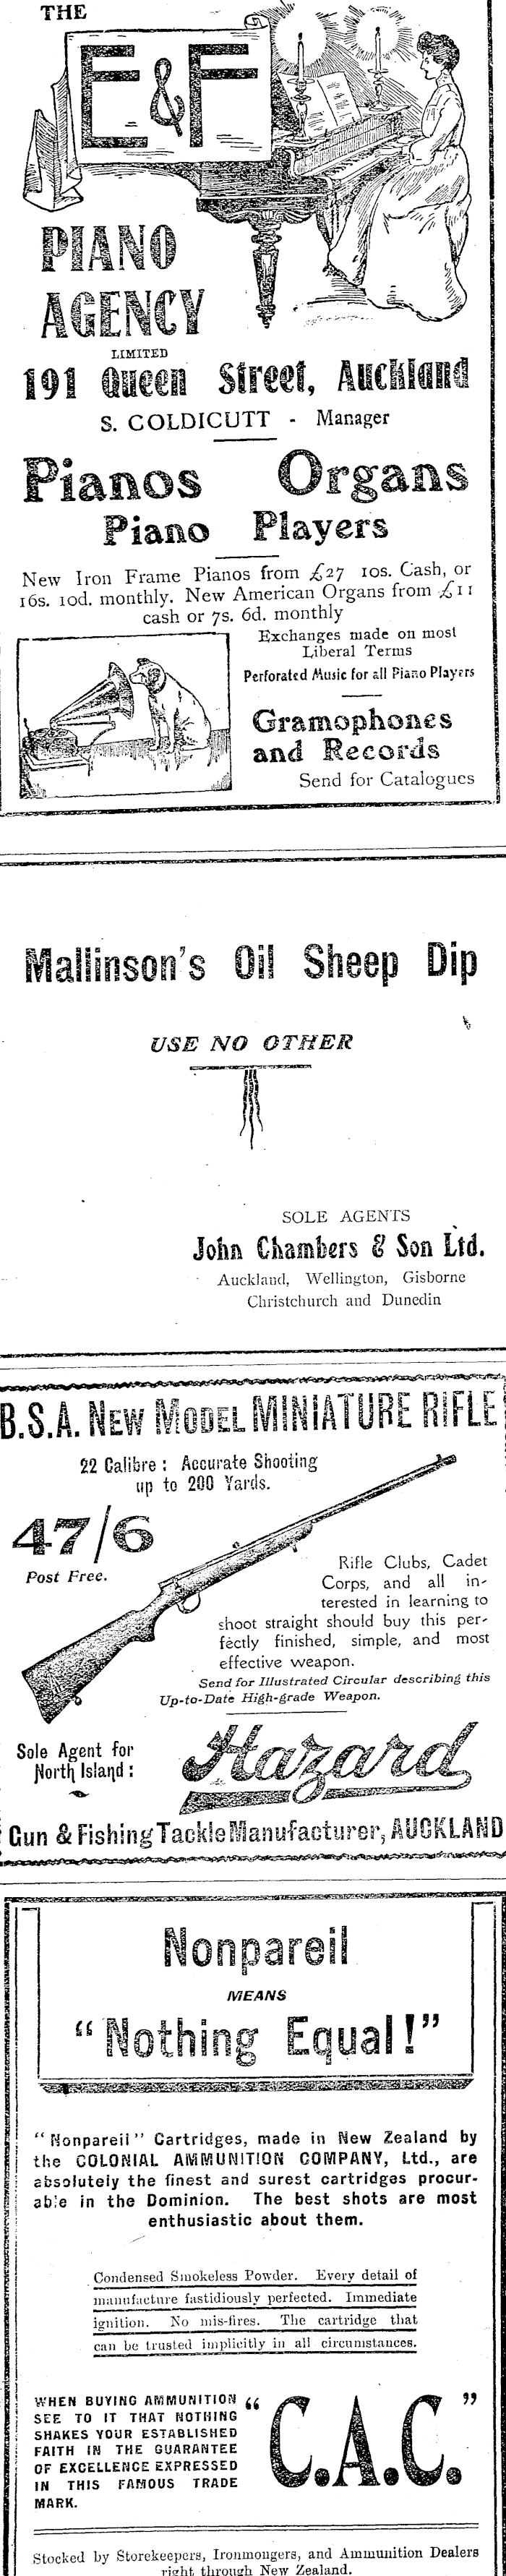 THE
E & F
PIANO
AGENCY
LIMITED
191 Queen Street, Auckland
S. COLDICUTT - Manager
Pianos Organs
Piano Players
New Iron Frame Pianos from £27 10s. Cash, or
16s. 10d. monthly. New American Organs from £11
cash or 7s. 6d. monthly
Exchanges made on most
Liberal Terms
Perforated Music for all Piano Players
Gramophones
and Records
Send for Catalogues
Mallinson's Oil Sheep Dip
USE NO OTHER
SOLE AGENTS
John Chambers & Son Ltd.
Auckland, Wellington, Gisborne
Christchurch and Dunedin
B.S.A. NEW MODEL MINIATURE RIFLE
22 Calibre: Accurate Shooting
up to 200 Yards.
47/6
Post Free.
Rifle Clubs, Cadet
Corps, and all in-
terested in learning to
shoot straight should buy this per-
fectly finished, simple, and most
effective weapon.
Send for Illustrated Circular describing this
Up-to-Date High-grade Weapon.
Sole Agent for
North Island:
Hazard
Gun & Fishing Tackle Manufacturer, AUCKLAND
Nonpareil
MEANS
"Nothing Equal!"
"Nonpareil" Cartridges, made in New Zealand by
the COLONIAL AMMUNITION COMPANY, Ltd., are
absolutely the finest and surest cartridges procur-
able in the Dominion. The best shots are most
enthusiastic about them.
Condensed Smokeless Powder. Every detail of
manufacture fastidiously perfected. Immediate
ignition. No mis-fires. The cartridge that
can be trusted implicitly in all circumstances.
WHEN BUYING AMMUNITION
SEE TO IT THAT NOTHING
SHAKES YOUR ESTABLISHED
FAITH IN THE GUARANTEE
OF EXCELLENCE EXPRESSED
IN THIS FAMOUS TRADE
MARK.
"C.A.C."
Stocked by Storekeepers, Ironmongers, and Ammunition Dealers
right through New Zealand.